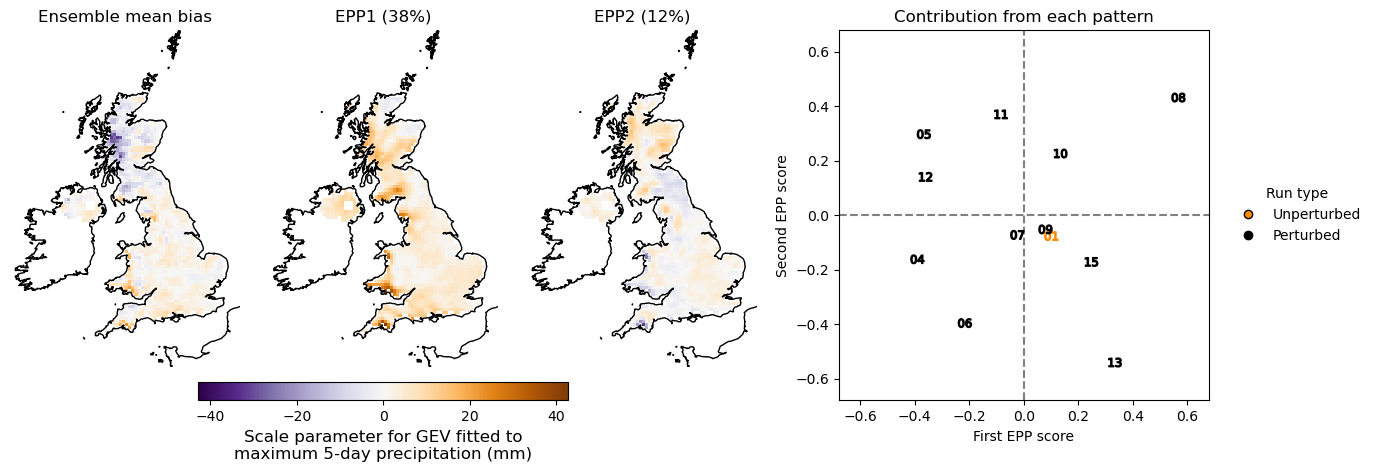 Ensemble mean bias
EPP1 (38%)
EPP2 (12%)
Contribution from each pattern
−40
−20
0
20
40
Scale parameter for GEV fitted to
maximum 5-day precipitation (mm)
Second EPP score
0.6
0.4
0.2
0.0
−0.2
−0.4
−0.6
08
11
05
10
12
09
07
01
04
15
06
13
−0.6
−0.4
−0.2
0.0
0.2
0.4
0.6
First EPP score
Run type
Unperturbed
Perturbed